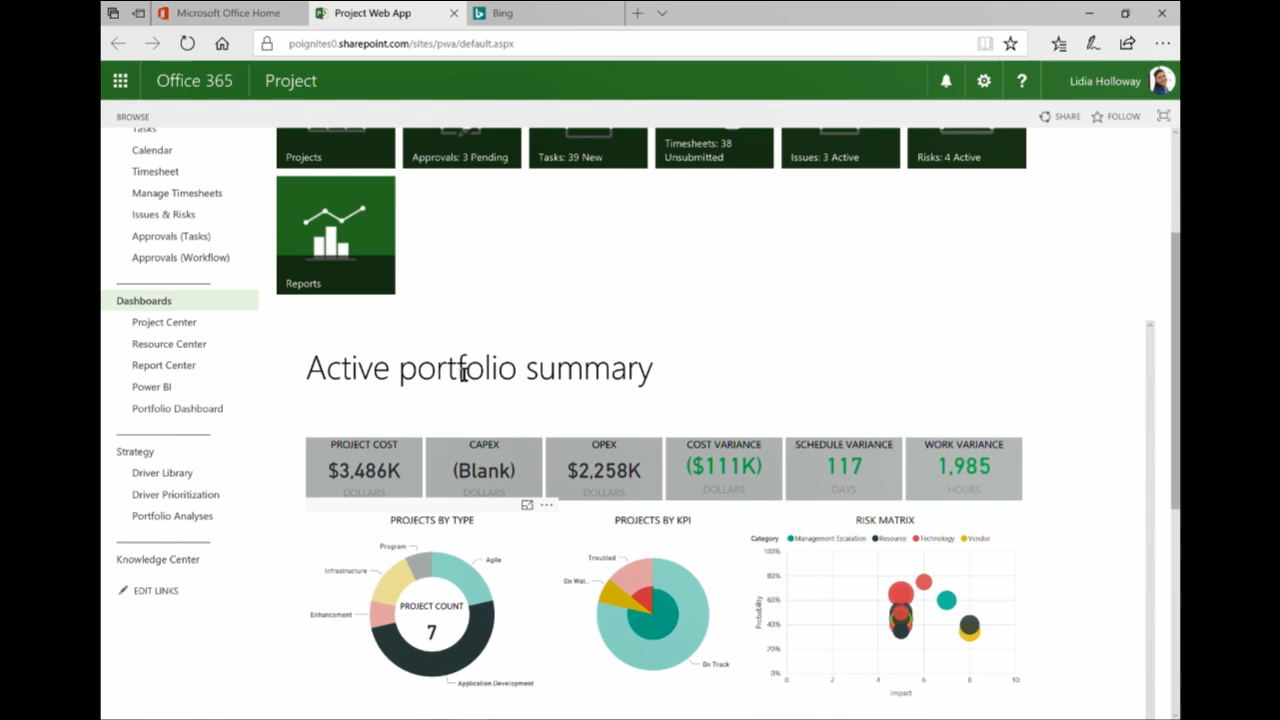 Microsoft Office Home
Project Web App
Bing
poignites0.sharepoint.com/sites/pwa/default.aspx
Office 365
Project
Lidia Holloway
BROWSE
SHARE
FOLLOW
Tasks
Calendar
Timesheet
Manage Timesheets
Issues & Risks
Approvals (Tasks)
Approvals (Workflow)
Dashboards
Project Center
Resource Center
Report Center
Power BI
Portfolio Dashboard
Strategy
Driver Library
Driver Prioritization
Portfolio Analyses
Knowledge Center
EDIT LINKS
Projects
Approvals: 3 Pending
Tasks: 39 New
Timesheets: 38
Unsubmitted
Issues: 3 Active
Risks: 4 Active
Reports
Active portfolio summary
PROJECT COST
$3,486K
DOLLARS
CAPEX
(Blank)
DOLLARS
OPEX
$2,258K
DOLLARS
COST VARIANCE
($111K)
DOLLARS
SCHEDULE VARIANCE
117
DAYS
WORK VARIANCE
1,985
HOURS
PROJECTS BY TYPE
Program
Agile
Infrastructure
Enhancement
Application Development
PROJECT COUNT
7
PROJECTS BY KPI
Troubled
On Wat...
On Track
RISK MATRIX
Category
Management Escalation
Resource
Technology
Vendor
100%
80%
60%
40%
20%
0%
Probability
0 2 4 6 8 10
Impact